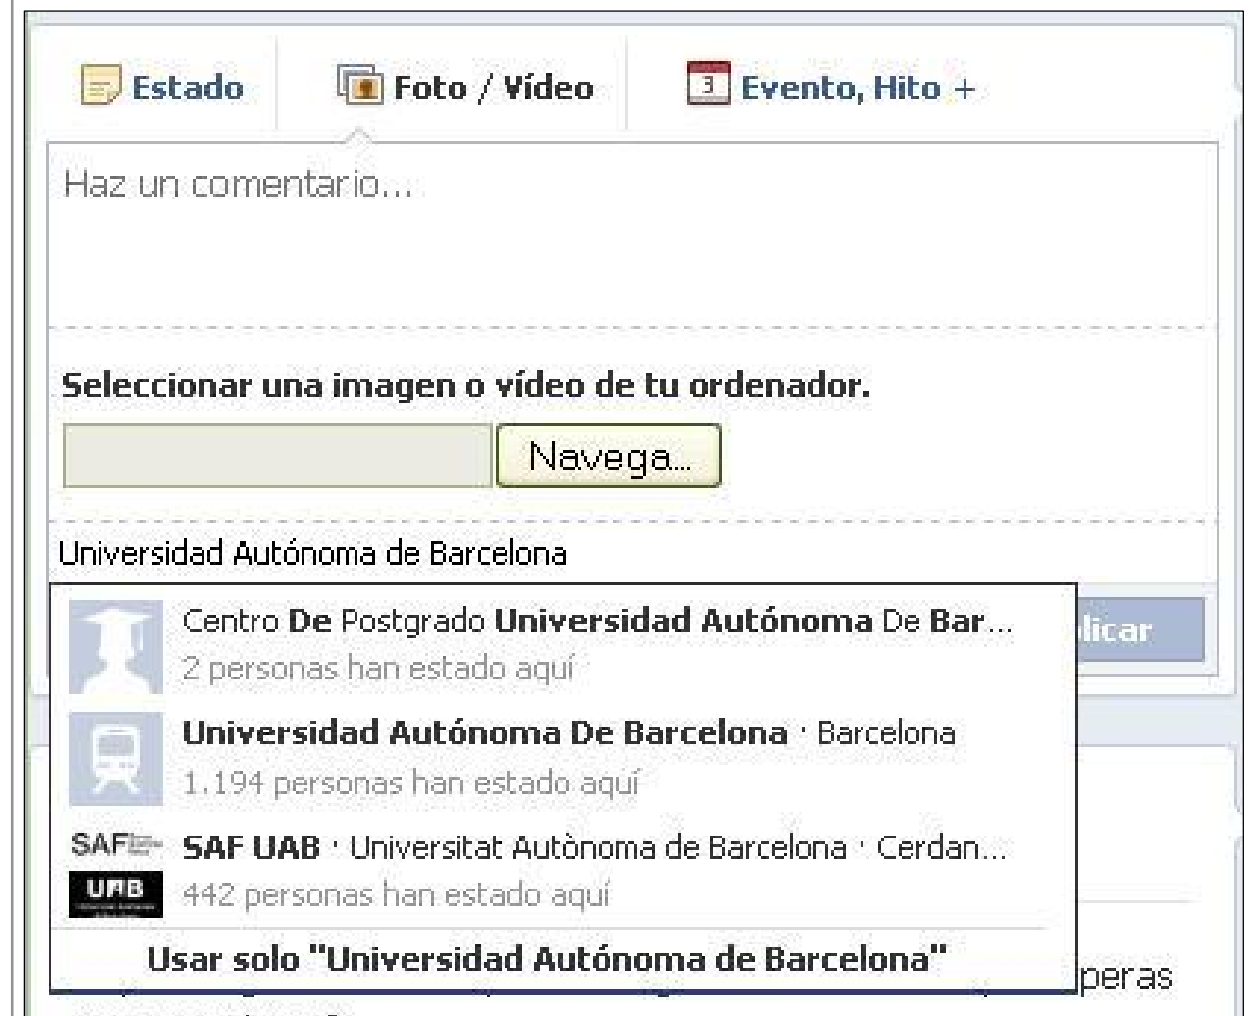 Estado
Foto / Vídeo
3
Evento, Hito +
Haz un comentario...
Seleccionar una imagen o vídeo de tu ordenador.
Navega...
Universidad Autónoma de Barcelona
Centro De Postgrado Universidad Autónoma De Bar...
licar
2 personas han estado aquí
Universidad Autónoma De Barcelona · Barcelona
1.194 personas han estado aquí
SAF
SAF UAB · Universitat Autònoma de Barcelona · Cerdan...
UAB
442 personas han estado aquí
Usar solo "Universidad Autónoma de Barcelona"
peras